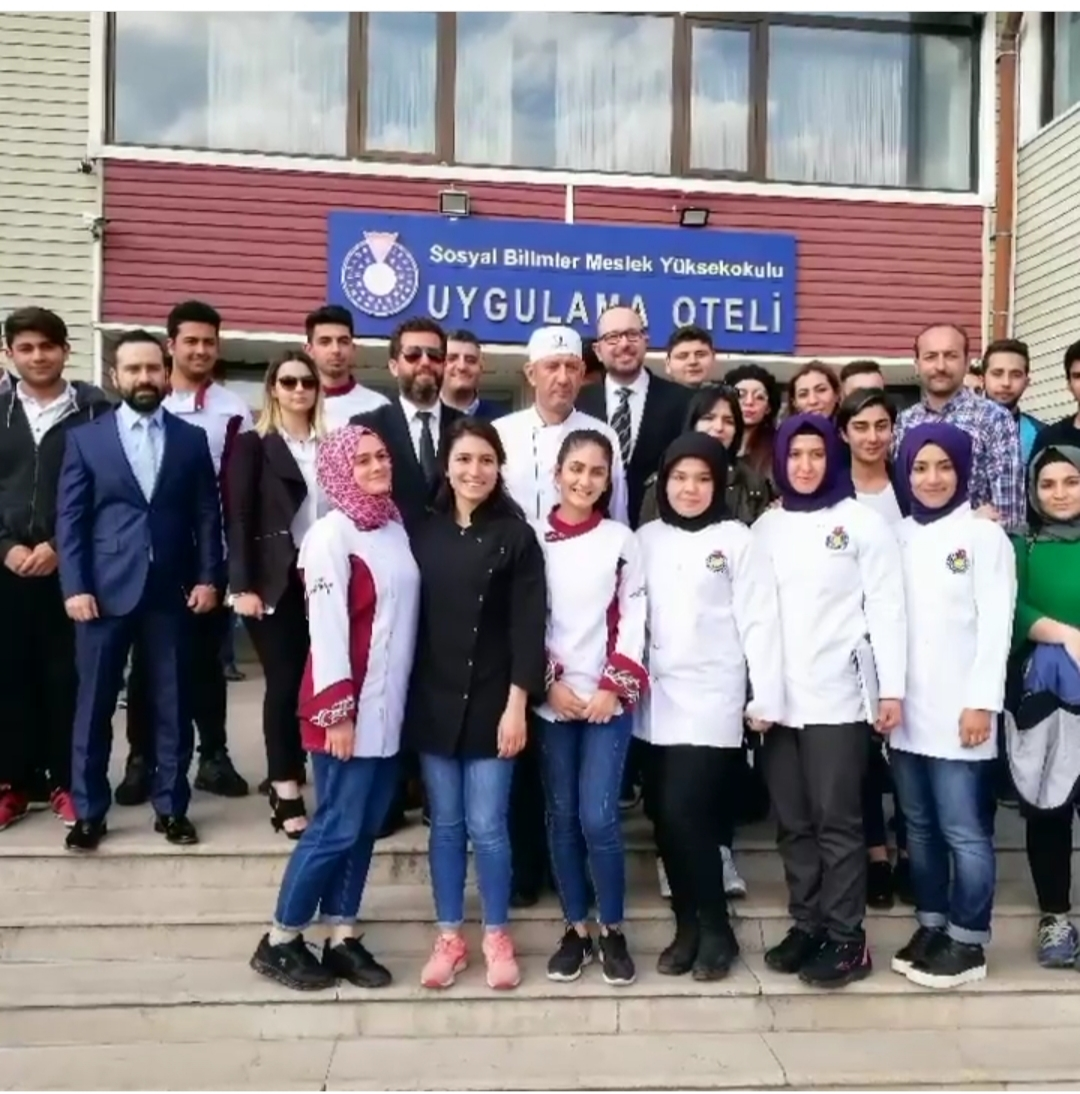 Sosyal Bilimler Meslek Yüksekokulu
UYGULAMA OTELİ